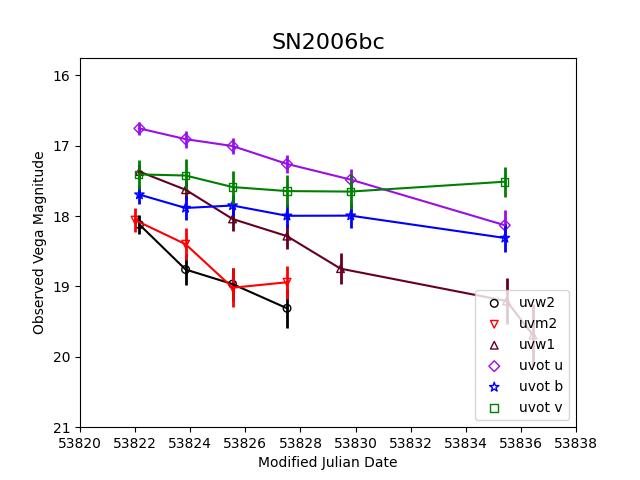 SN2006bc
16
17
18
19
20
21
Observed Vega Magnitude
53820 53822 53824 53826 53828 53830 53832 53834 53836 53838
Modified Julian Date
uvw2
uvm2
uvw1
uvot u
uvot b
uvot v